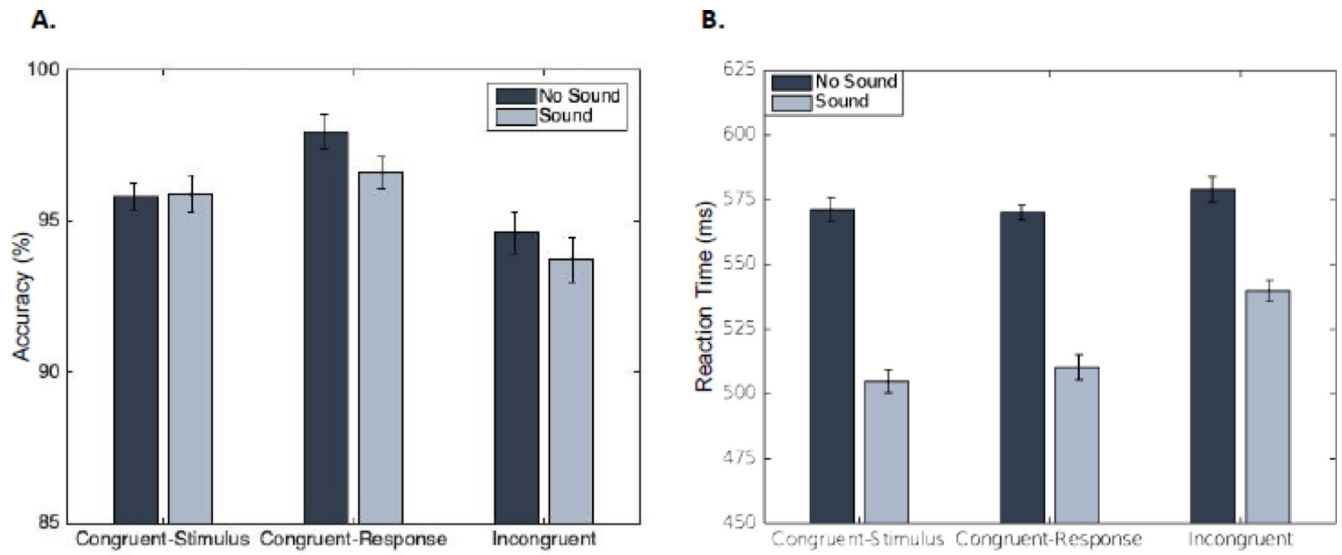 A.
100
95
90
85
Accuracy (%)
No Sound
Sound
Congruent-Stimulus
Congruent-Response
Incongruent
B.
625
600
575
550
525
500
475
450
Reaction Time (ms)
No Sound
Sound
Congruent-Stimulus
Congruent-Response
Incongruent